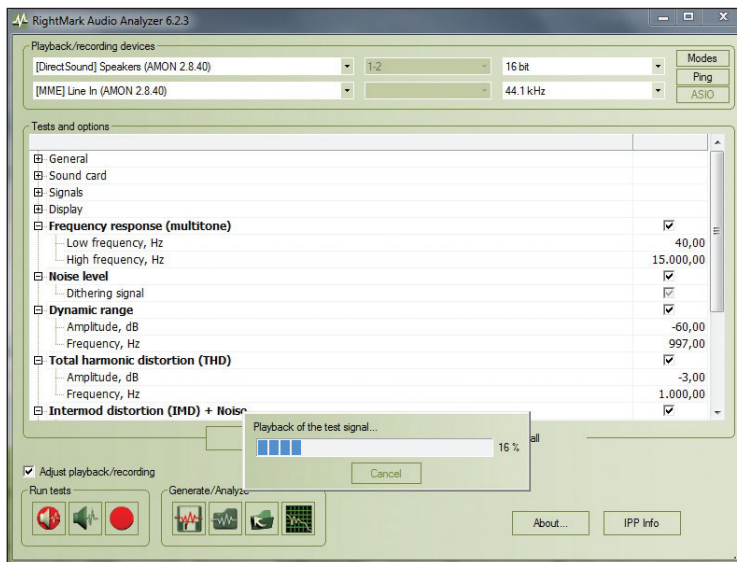 RightMark Audio Analyzer 6.2.3
Playback/recording devices
[DirectSound] Speakers (AMON 2.8.40) 1-2 16 bit Modes
Ping
[MME] Line In (AMON 2.8.40) 44.1 kHz ASIO
Tests and options
General
Sound card
Signals
Display
Frequency response (multitone)
Low frequency, Hz 40,00
High frequency, Hz 15.000,00
Noise level
Dithering signal
Dynamic range
Amplitude, dB -60,00
Frequency, Hz 997,00
Total harmonic distortion (THD)
Amplitude, dB -3,00
Frequency, Hz 1.000,00
Intermod distortion (IMD) + Noise
Playback of the test signal...
all
16 %
Cancel
Adjust playback/recording
Run tests Generate/Analyze
About... IPP Info